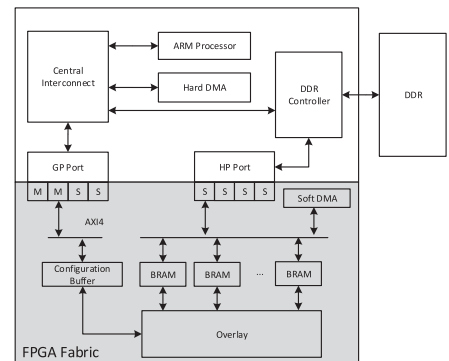 ARM Processor
Central
Interconnect
Hard DMA
DDR
Controller
DDR
GP Port
HP Port
M M S S
S S S S
Soft DMA
AXI4
Configuration
Buffer
BRAM
BRAM
...
BRAM
Overlay
FPGA Fabric